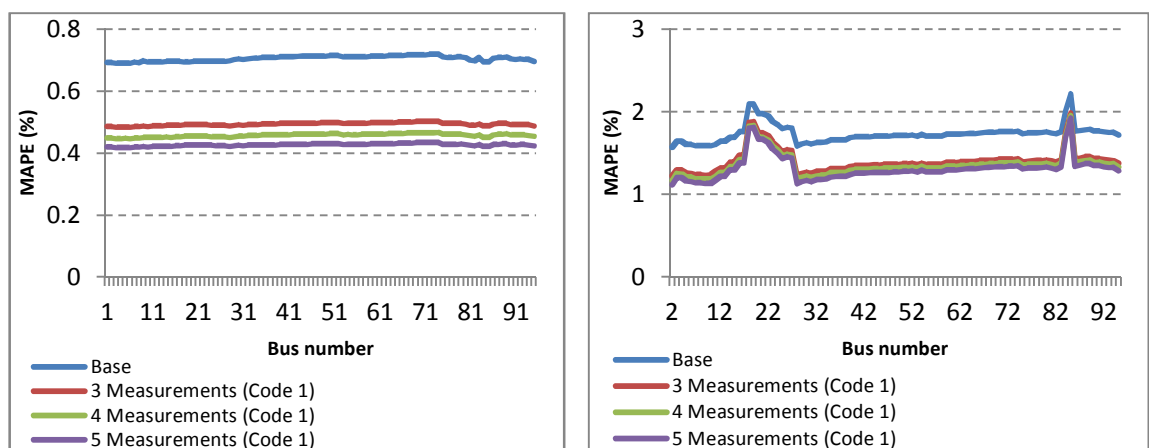 MAPE (%)
0.8
0.6
0.4
0.2
0
1 11 21 31 41 51 61 71 81 91
Bus number
Base
3 Measurements (Code 1)
4 Measurements (Code 1)
5 Measurements (Code 1)
MAPE (%)
3
2
1
0
2 12 22 32 42 52 62 72 82 92
Bus number
Base
3 Measurements (Code 1)
4 Measurements (Code 1)
5 Measurements (Code 1)